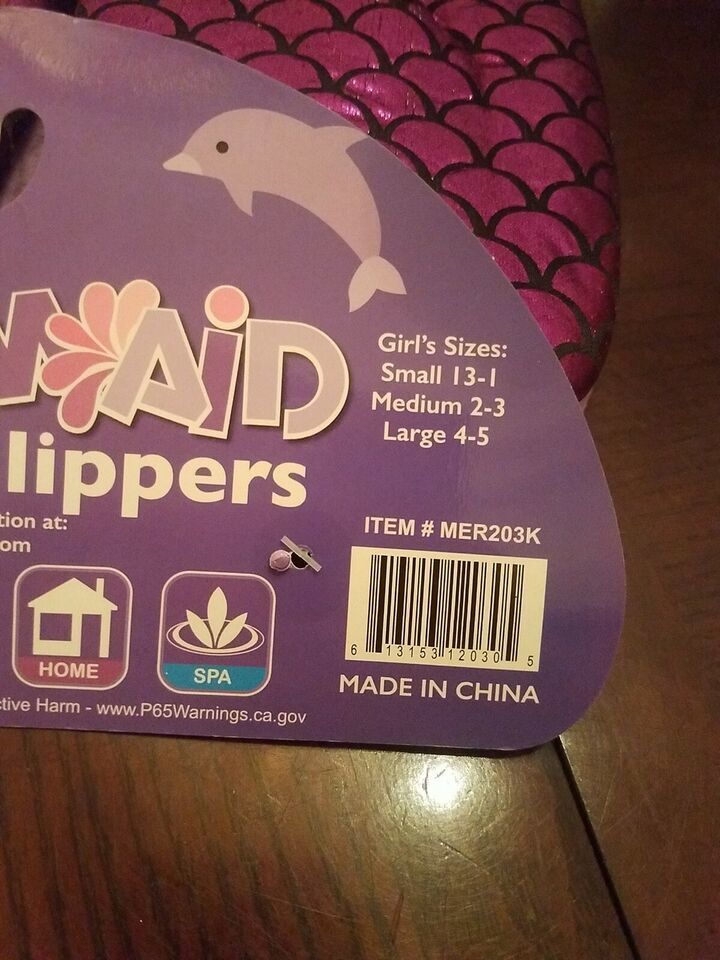 MAID
lippers
Girl's Sizes:
Small 13-1
Medium 2-3
Large 4-5
tion at:
om
ITEM # MER203K
HOME
SPA
6 13153 12030 5
MADE IN CHINA
ctive Harm - www.P65Warnings.ca.gov